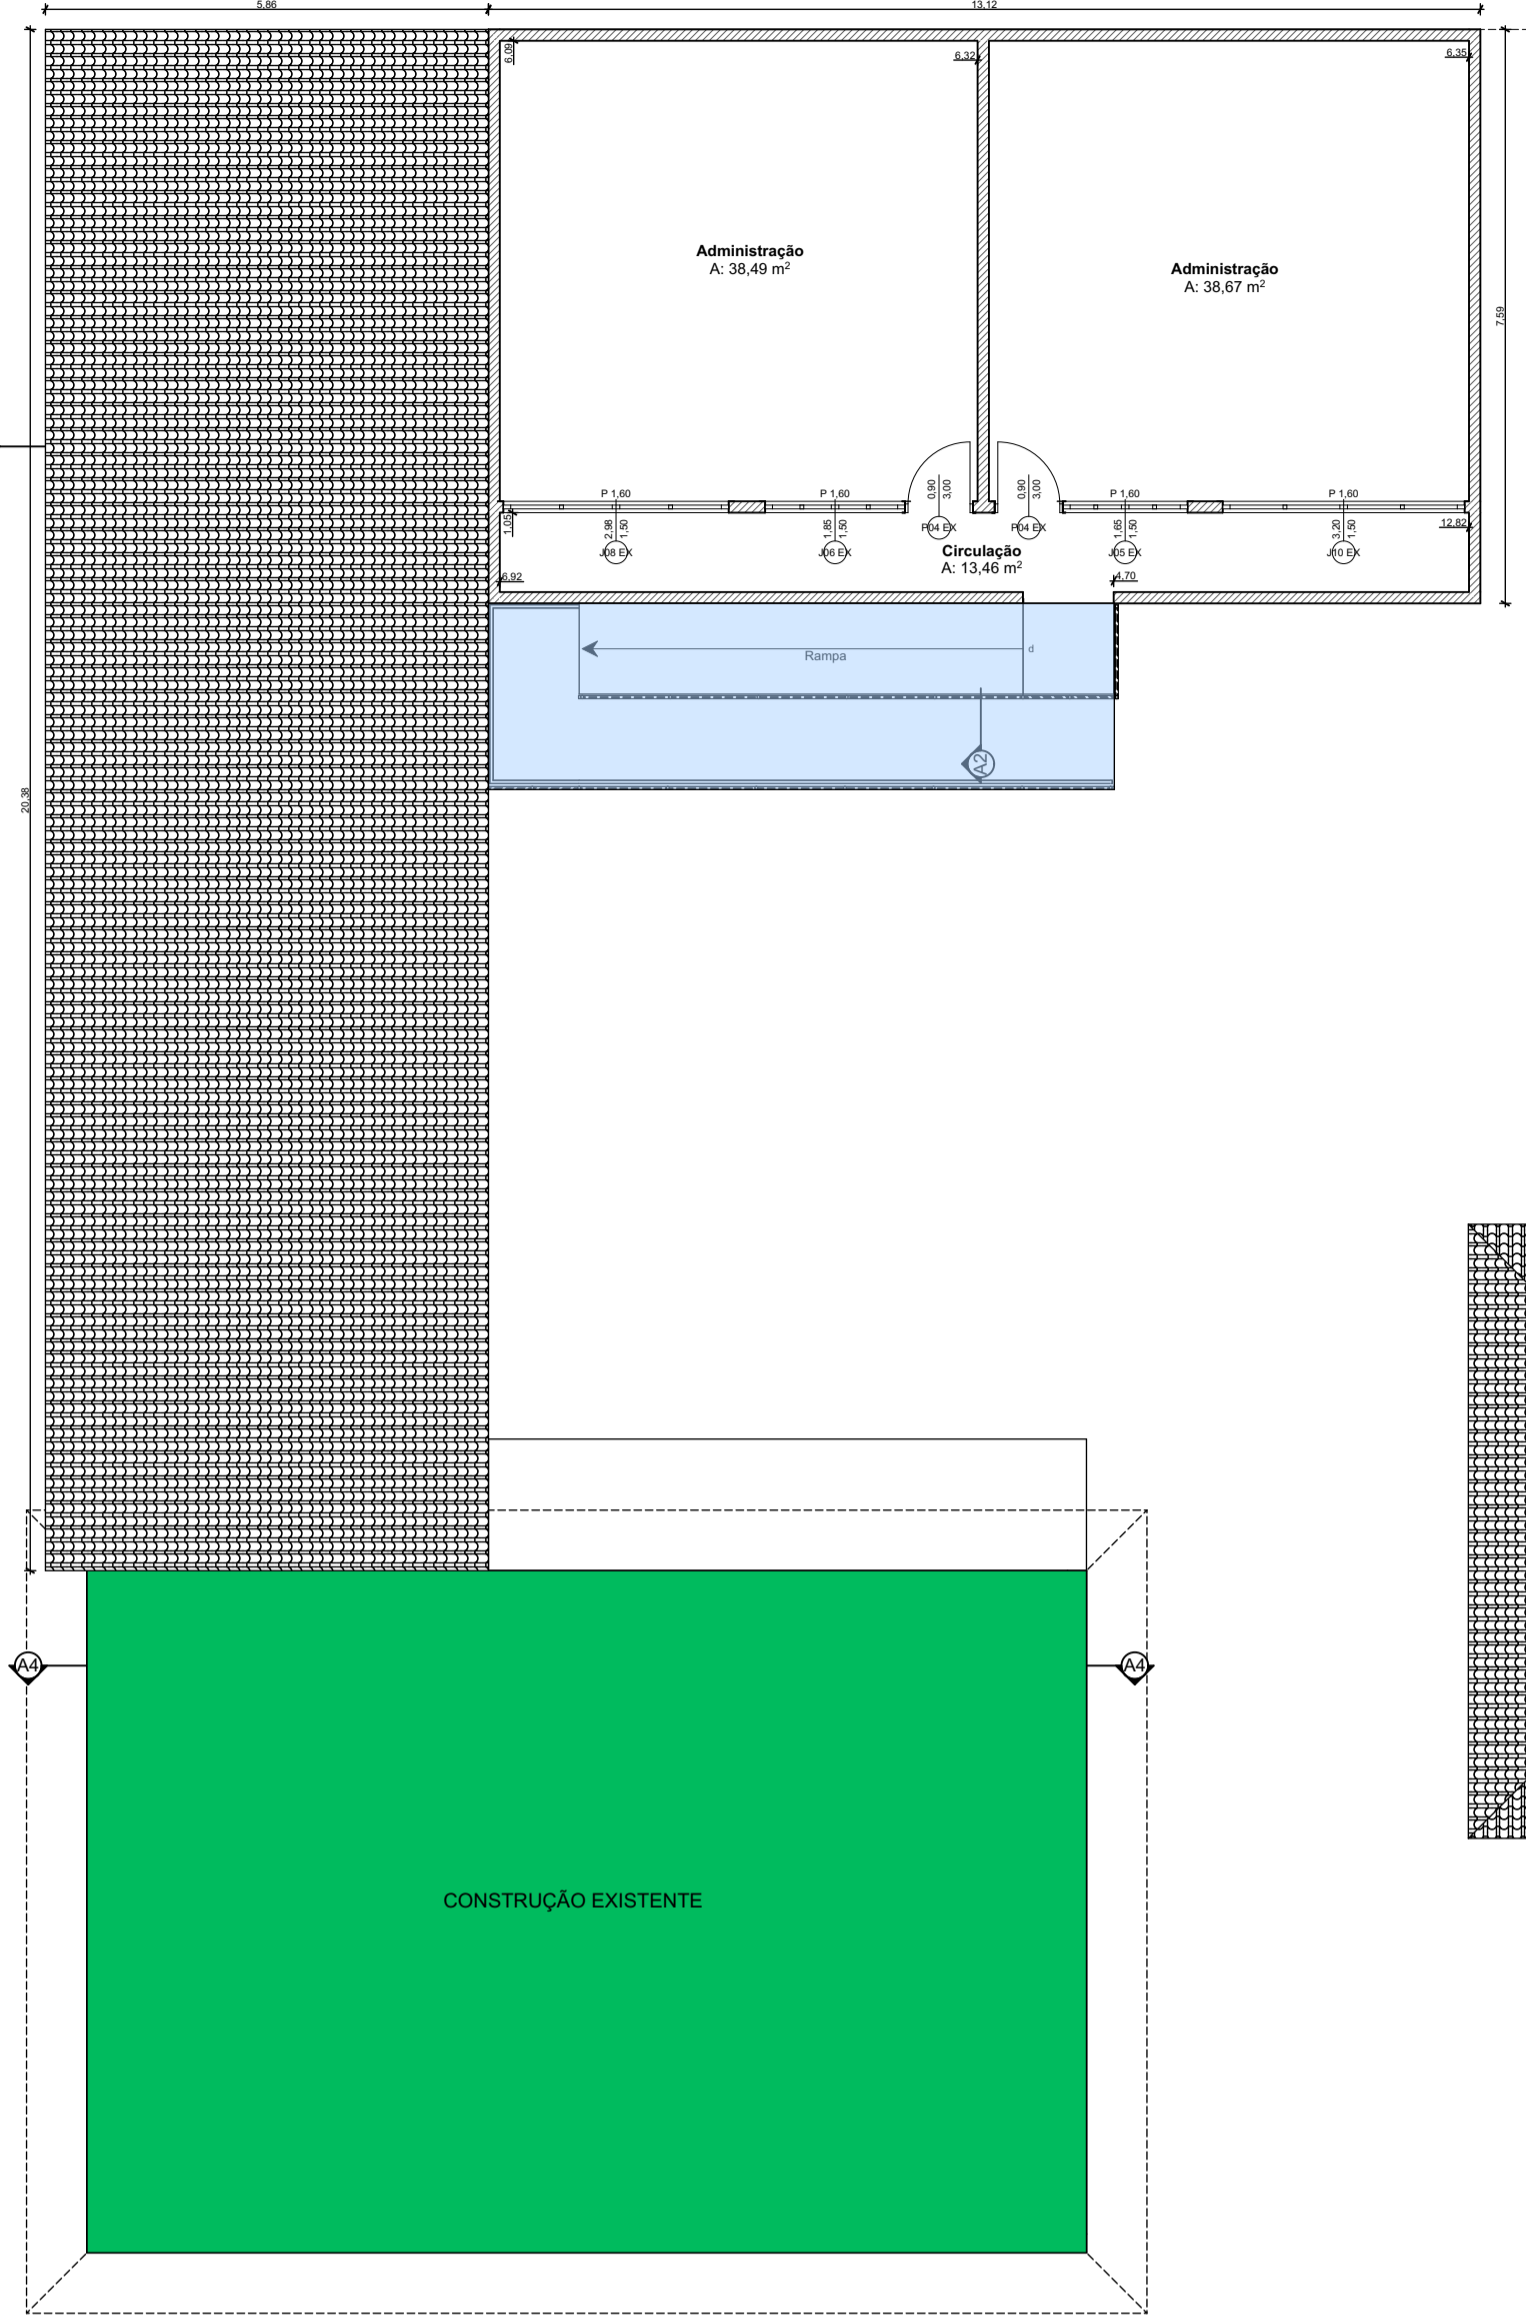 5,86
13,12
6,09
6,32
6,35
Administração
A: 38,49 m²
Administração
A: 38,67 m²
7,59
P 1,60
P 1,60
P 1,60
P 1,60
0,90
3,00
0,90
3,00
1,05
2,98
1,50
1,85
1,50
1,65
1,50
3,20
1,50
12,82
P04 EX
P04 EX
J08 EX
J06 EX
J05 EX
J10 EX
Circulação
A: 13,46 m²
6,92
4,70
Rampa
d
A2
20,38
A4
A4
CONSTRUÇÃO EXISTENTE